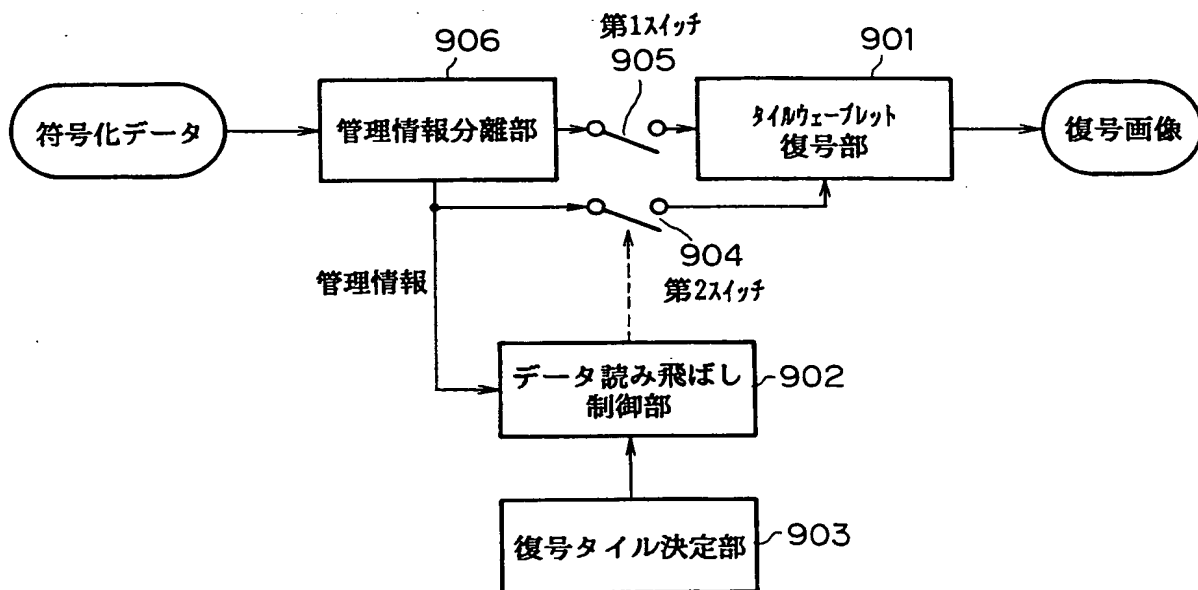 第1スイッチ
906
905
901
符号化データ
管理情報分離部
タイルウェーブレット
復号部
復号画像
904
第2スイッチ
管理情報
データ読み飛ばし
制御部
902
復号タイル決定部
903